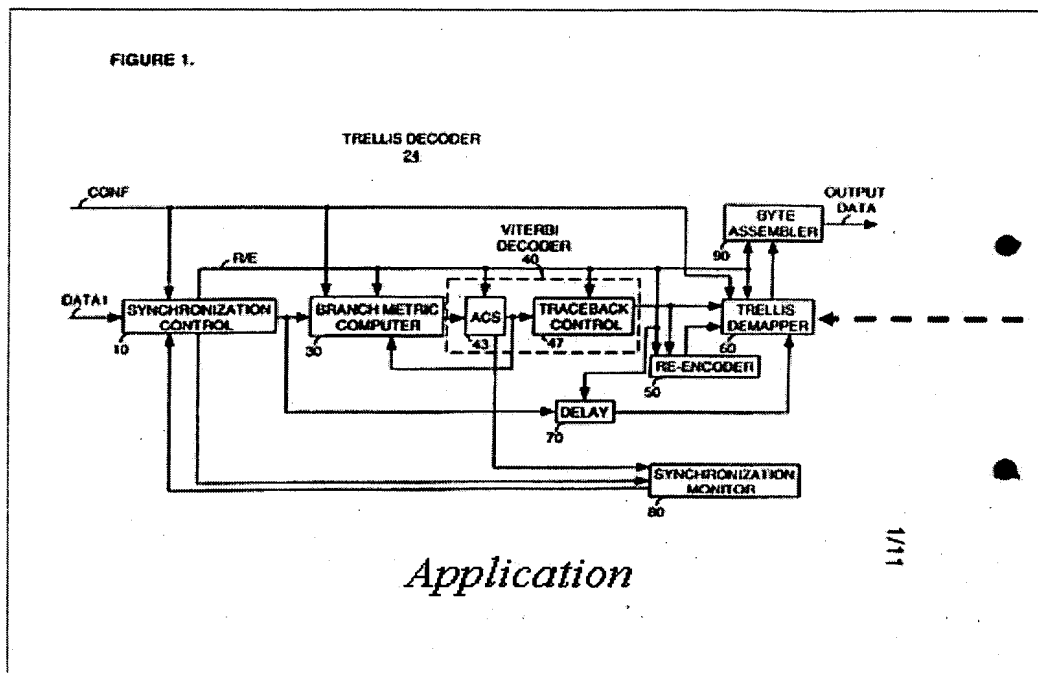 FIGURE 1.
TRELLIS DECODER
24
CONF
OUTPUT
DATA
BYTE
ASSEMBLER
90
VITERBI
DECODER
40
R/E
DATA1
SYNCHRONIZATION
CONTROL
10
BRANCH METRIC
COMPUTER
30
ACS
43
TRACEBACK
CONTROL
47
TRELLIS
DEMAPPER
60
RE-ENCODER
50
DELAY
70
SYNCHRONIZATION
MONITOR
80
1/11
Application